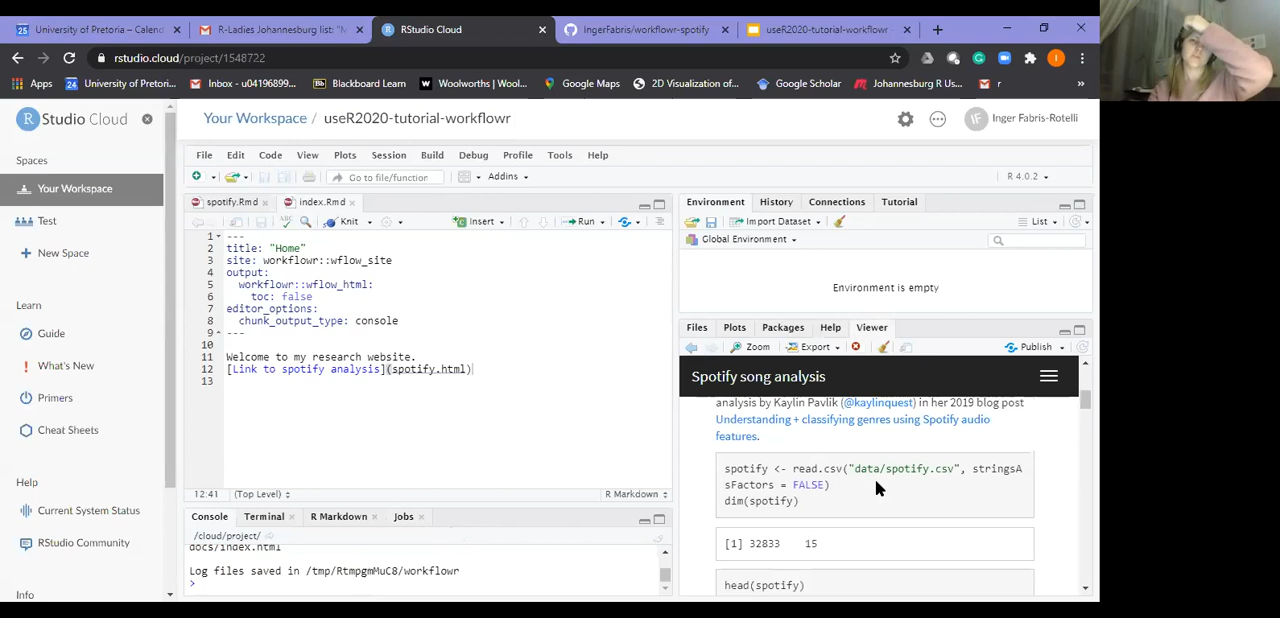 University of Pretoria – Calend
R-Ladies Johannesburg list: "M
RStudio Cloud
IngerFabris/workflow-spotify
useR2020-tutorial-workflowr
rstudio.cloud/project/1548722
Apps
University of Pretori...
Inbox - u04196899...
Blackboard Learn
Woolworths | Wool...
Google Maps
2D Visualization of...
Google Scholar
Johannesburg R Us...
r
»
R Studio Cloud
Your Workspace / useR2020-tutorial-workflowr
IF Inger Fabris-Rotelli
Spaces
Your Workspace
Test
New Space
Learn
Guide
What's New
Primers
Cheat Sheets
Help
Current System Status
RStudio Community
Info
File Edit Code View Plots Session Build Debug Profile Tools Help
Go to file/function Addins R 4.0.2
spotify.Rmd index.Rmd
Knit Insert Run
1 ---
2 title: "Home"
3 site: workflowr::wflow_site
4 output:
5 workflowr::wflow_html:
6 toc: false
7 editor_options:
8 chunk_output_type: console
9 ---
10
11 Welcome to my research website.
12 [Link to spotify analysis](spotify.html)
13
12:41 (Top Level) R Markdown
Console Terminal R Markdown Jobs
/cloud/project/
docs/index.html
Log files saved in /tmp/RtmpgmMuC8/workflowr
>
Environment History Connections Tutorial
Import Dataset List
Global Environment
Environment is empty
Files Plots Packages Help Viewer
Zoom Export Publish
Spotify song analysis
analysis by Kaylin Pavlik (@kaylinquest) in her 2019 blog post
Understanding + classifying genres using Spotify audio
features.
spotify <- read.csv("data/spotify.csv", stringsA
sFactors = FALSE)
dim(spotify)
[1] 32833 15
head(spotify)